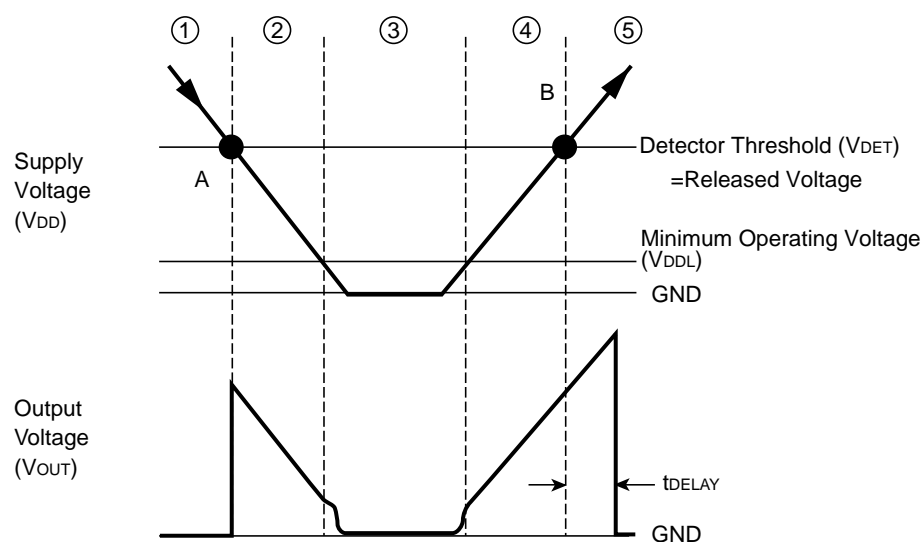 ① ② ③ ④ ⑤
B
A
Supply
Voltage
(VDD)
Detector Threshold (VDET)
=Released Voltage
Minimum Operating Voltage
(VDDL)
GND
Output
Voltage
(VOUT)
tDELAY
GND